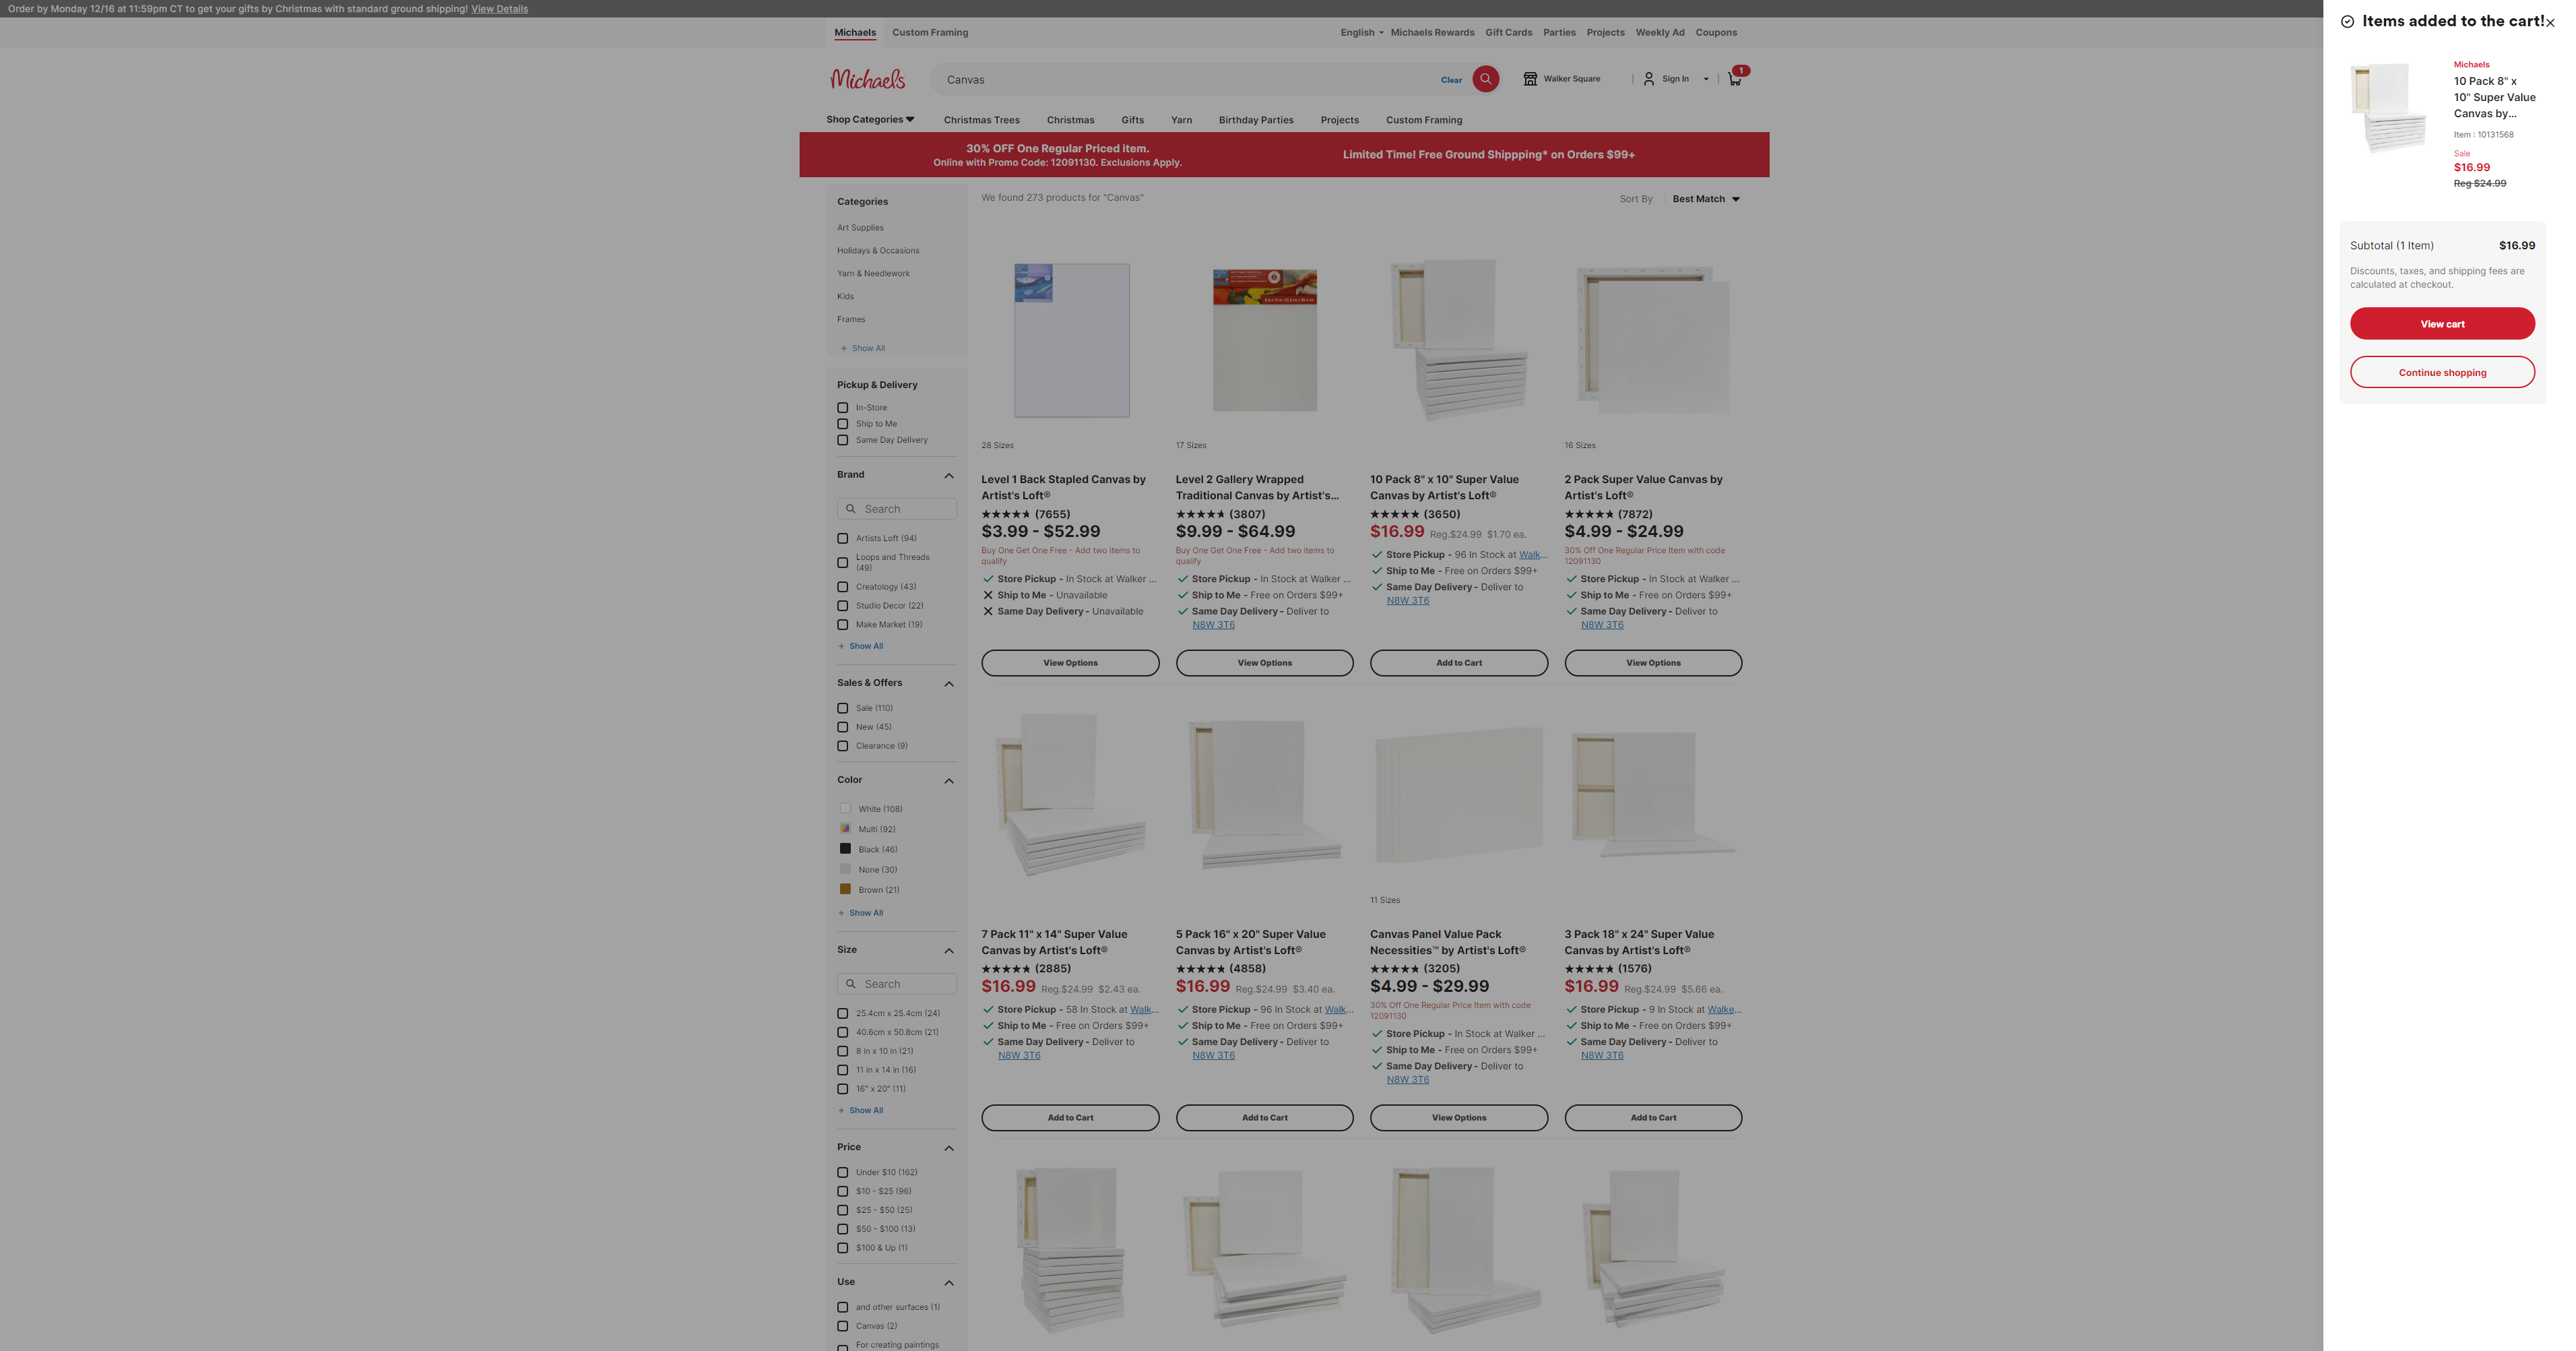 Order by Monday 12/16 at 11:59pm CT to get your gifts by Christmas with standard ground shipping! View Details
Michaels
Custom Framing
English
Michaels Rewards
Gift Cards
Parties
Projects
Weekly Ad
Coupons
Michaels
Canvas
Clear
Walker Square
Sign In
1
Shop Categories
Christmas Trees
Christmas
Gifts
Yarn
Birthday Parties
Projects
Custom Framing
30% OFF One Regular Priced item.
Online with Promo Code: 12091130. Exclusions Apply.
Limited Time! Free Ground Shippping* on Orders $99+
Categories
Art Supplies
Holidays & Occasions
Yarn & Needlework
Kids
Frames
+ Show All
Pickup & Delivery
In-Store
Ship to Me
Same Day Delivery
Brand
Search
Artists Loft (94)
Loops and Threads
(49)
Creatology (43)
Studio Decor (22)
Make Market (19)
+ Show All
Sales & Offers
Sale (110)
New (45)
Clearance (9)
Color
White (108)
Multi (92)
Black (46)
None (30)
Brown (21)
+ Show All
Size
Search
25.4cm x 25.4cm (24)
40.6cm x 50.8cm (21)
8 in x 10 in (21)
11 in x 14 in (16)
16" x 20" (11)
+ Show All
Price
Under $10 (162)
$10 - $25 (96)
$25 - $50 (25)
$50 - $100 (13)
$100 & Up (1)
Use
and other surfaces (1)
Canvas (2)
For creating paintings
We found 273 products for "Canvas"
Sort By
Best Match
28 Sizes
Level 1 Back Stapled Canvas by
Artist's Loft®
(7655)
$3.99 - $52.99
Buy One Get One Free - Add two items to
qualify
Store Pickup - In Stock at Walker ...
Ship to Me - Unavailable
Same Day Delivery - Unavailable
View Options
17 Sizes
Level 2 Gallery Wrapped
Traditional Canvas by Artist's...
(3807)
$9.99 - $64.99
Buy One Get One Free - Add two items to
qualify
Store Pickup - In Stock at Walker ...
Ship to Me - Free on Orders $99+
Same Day Delivery - Deliver to
N8W 3T6
View Options
10 Pack 8" x 10" Super Value
Canvas by Artist's Loft®
(3650)
$16.99 Reg.$24.99 $1.70 ea.
Store Pickup - 96 In Stock at Walk...
Ship to Me - Free on Orders $99+
Same Day Delivery - Deliver to
N8W 3T6
Add to Cart
16 Sizes
2 Pack Super Value Canvas by
Artist's Loft®
(7872)
$4.99 - $24.99
30% Off One Regular Price Item with code
12091130
Store Pickup - In Stock at Walker ...
Ship to Me - Free on Orders $99+
Same Day Delivery - Deliver to
N8W 3T6
View Options
7 Pack 11" x 14" Super Value
Canvas by Artist's Loft®
(2885)
$16.99 Reg.$24.99 $2.43 ea.
Store Pickup - 58 In Stock at Walk...
Ship to Me - Free on Orders $99+
Same Day Delivery - Deliver to
N8W 3T6
Add to Cart
5 Pack 16" x 20" Super Value
Canvas by Artist's Loft®
(4858)
$16.99 Reg.$24.99 $3.40 ea.
Store Pickup - 96 In Stock at Walk...
Ship to Me - Free on Orders $99+
Same Day Delivery - Deliver to
N8W 3T6
Add to Cart
11 Sizes
Canvas Panel Value Pack
Necessities™ by Artist's Loft®
(3205)
$4.99 - $29.99
30% Off One Regular Price Item with code
12091130
Store Pickup - In Stock at Walker ...
Ship to Me - Free on Orders $99+
Same Day Delivery - Deliver to
N8W 3T6
View Options
3 Pack 18" x 24" Super Value
Canvas by Artist's Loft®
(1576)
$16.99 Reg.$24.99 $5.66 ea.
Store Pickup - 9 In Stock at Walke...
Ship to Me - Free on Orders $99+
Same Day Delivery - Deliver to
N8W 3T6
Add to Cart
Items added to the cart!
Michaels
10 Pack 8" x
10" Super Value
Canvas by...
Item : 10131568
Sale
$16.99
Reg $24.99
Subtotal (1 Item)
$16.99
Discounts, taxes, and shipping fees are
calculated at checkout.
View cart
Continue shopping